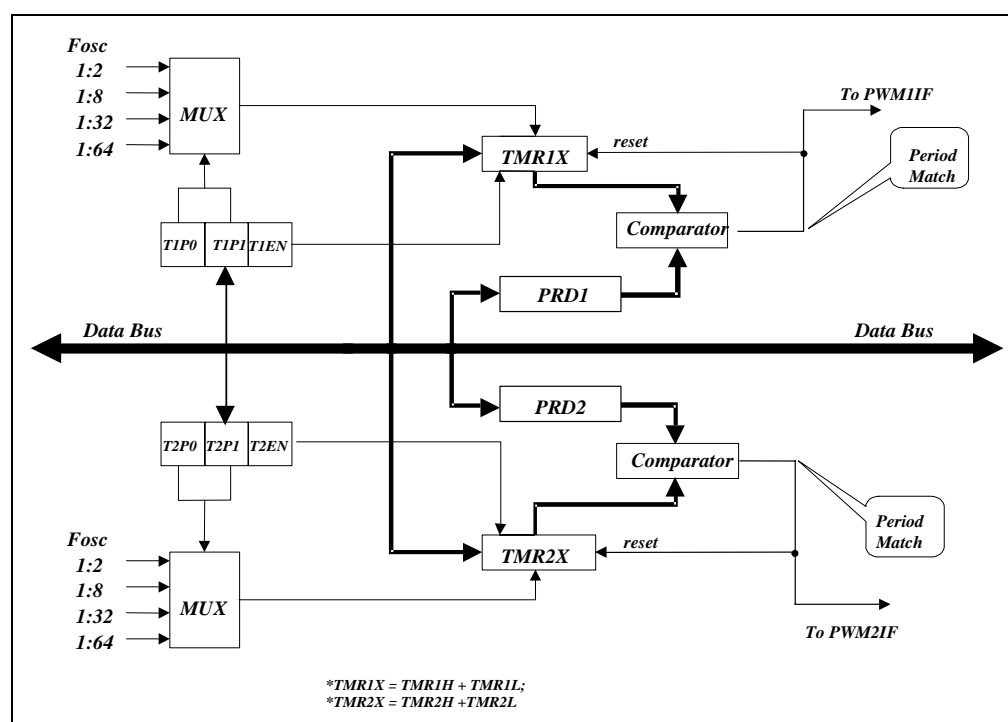 Fosc
1:2
1:8
1:32
1:64
MUX
To PWM1IF
TMR1X
reset
Period
Match
T1P0 T1P1 T1EN
Comparator
PRD1
Data Bus Data Bus
PRD2
T2P0 T2P1 T2EN
Comparator
Period
Match
Fosc
1:2
1:8
1:32
1:64
MUX
TMR2X
reset
To PWM2IF
*TMR1X = TMR1H + TMR1L;
*TMR2X = TMR2H +TMR2L